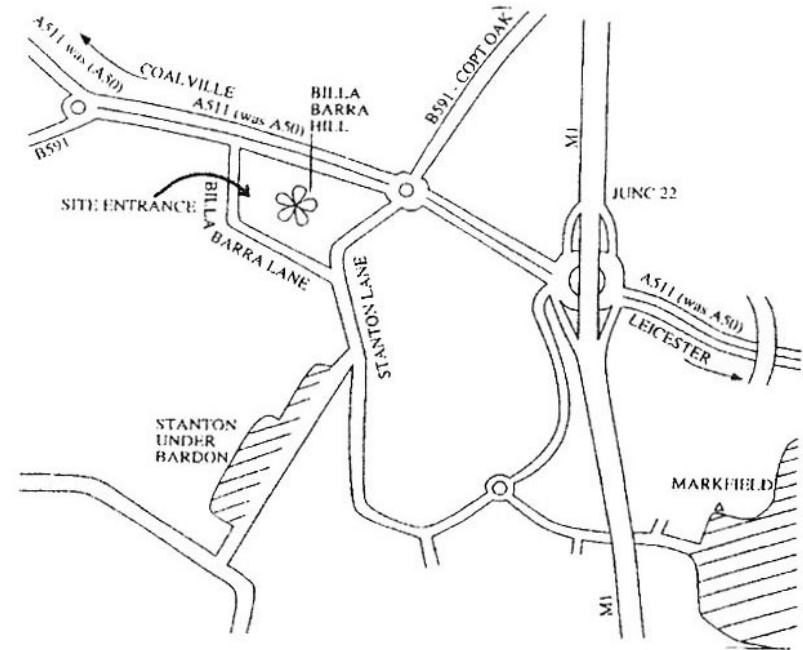 A511 was (A50)
COALVILLE
A511 (was A50)
BILLA
BARRA
HILL
B591 - COPT OAK
M1
B591
SITE ENTRANCE
BILLA BARRA LANE
JUNC 22
STANTON LANE
A511 (was A50)
LEICESTER
STANTON
UNDER
BARDON
MARKFIELD
M1